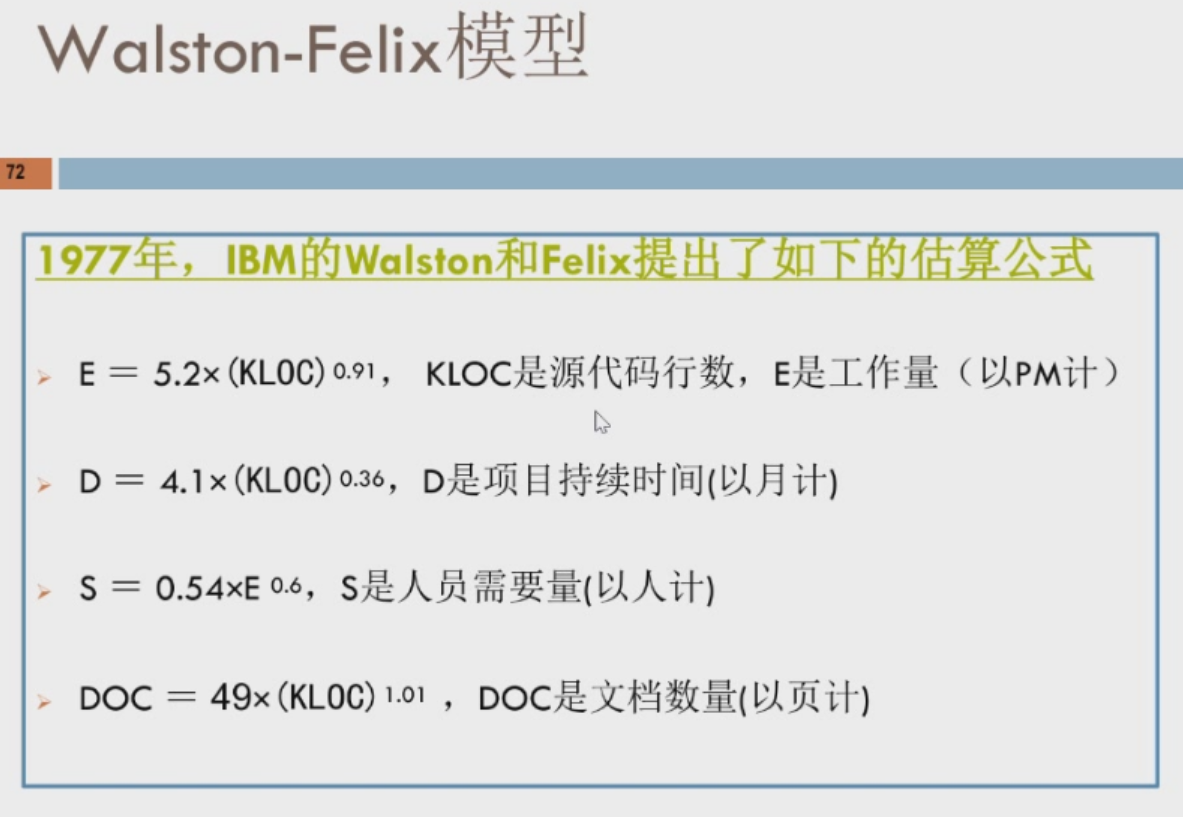 Walston-Felix模型
72
1977年，IBM的Walston和Felix提出了如下的估算公式
E ＝ 5.2×(KLOC) 0.91， KLOC是源代码行数，E是工作量（以PM计）
D ＝ 4.1×(KLOC) 0.36，D是项目持续时间(以月计)
S ＝ 0.54×E 0.6，S是人员需要量(以人计)
DOC ＝ 49×(KLOC) 1.01 ，DOC是文档数量(以页计)